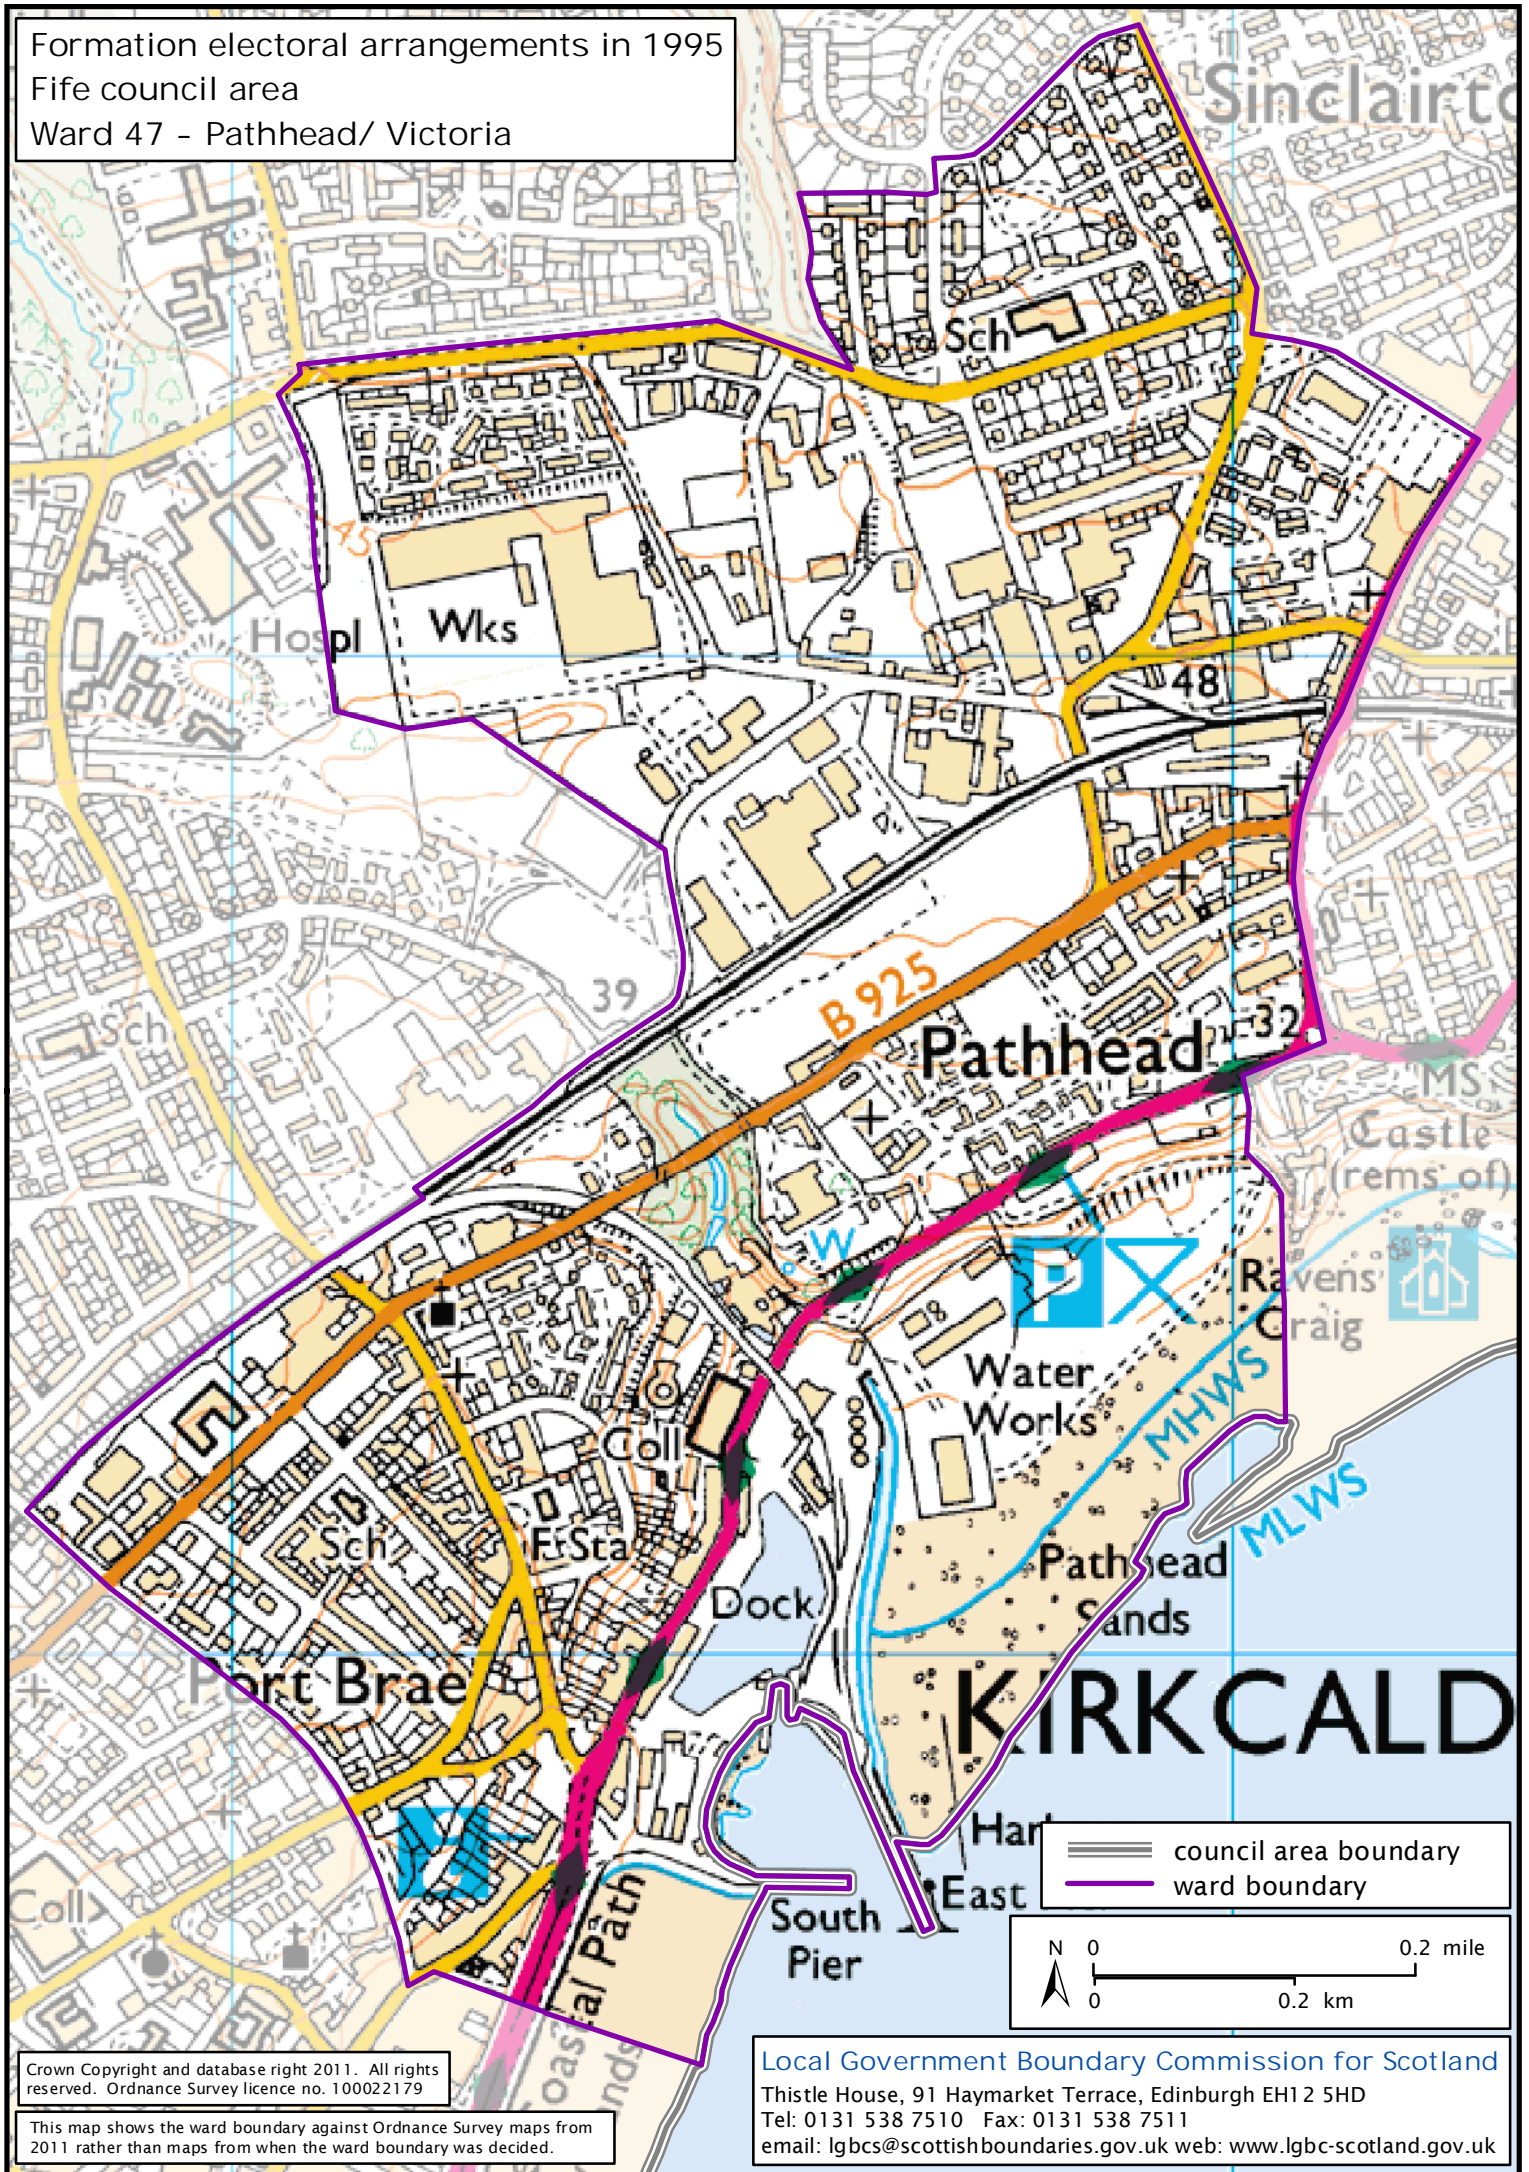 Formation electoral arrangements in 1995
Fife council area
Ward 47 - Pathhead/ Victoria
Sch
45
Hospl
Wks
48
39
Sch
B 925
Pathhead
32
MS
Castle
(rems of)
W
P
Ravens
Craig
Water
Works
MHWS
MLWS
Coll
Sch
F Sta
Pathhead
Sands
Dock
Port Brae
KIRKCALD
Coll
East
South
Pier
council area boundary
ward boundary
N 0 0.2 mile
0 0.2 km
Crown Copyright and database right 2011. All rights
reserved. Ordnance Survey licence no. 100022179
This map shows the ward boundary against Ordnance Survey maps from
2011 rather than maps from when the ward boundary was decided.
Local Government Boundary Commission for Scotland
Thistle House, 91 Haymarket Terrace, Edinburgh EH12 5HD
Tel: 0131 538 7510 Fax: 0131 538 7511
email: lgbcs@scottishboundaries.gov.uk web: www.lgbc-scotland.gov.uk